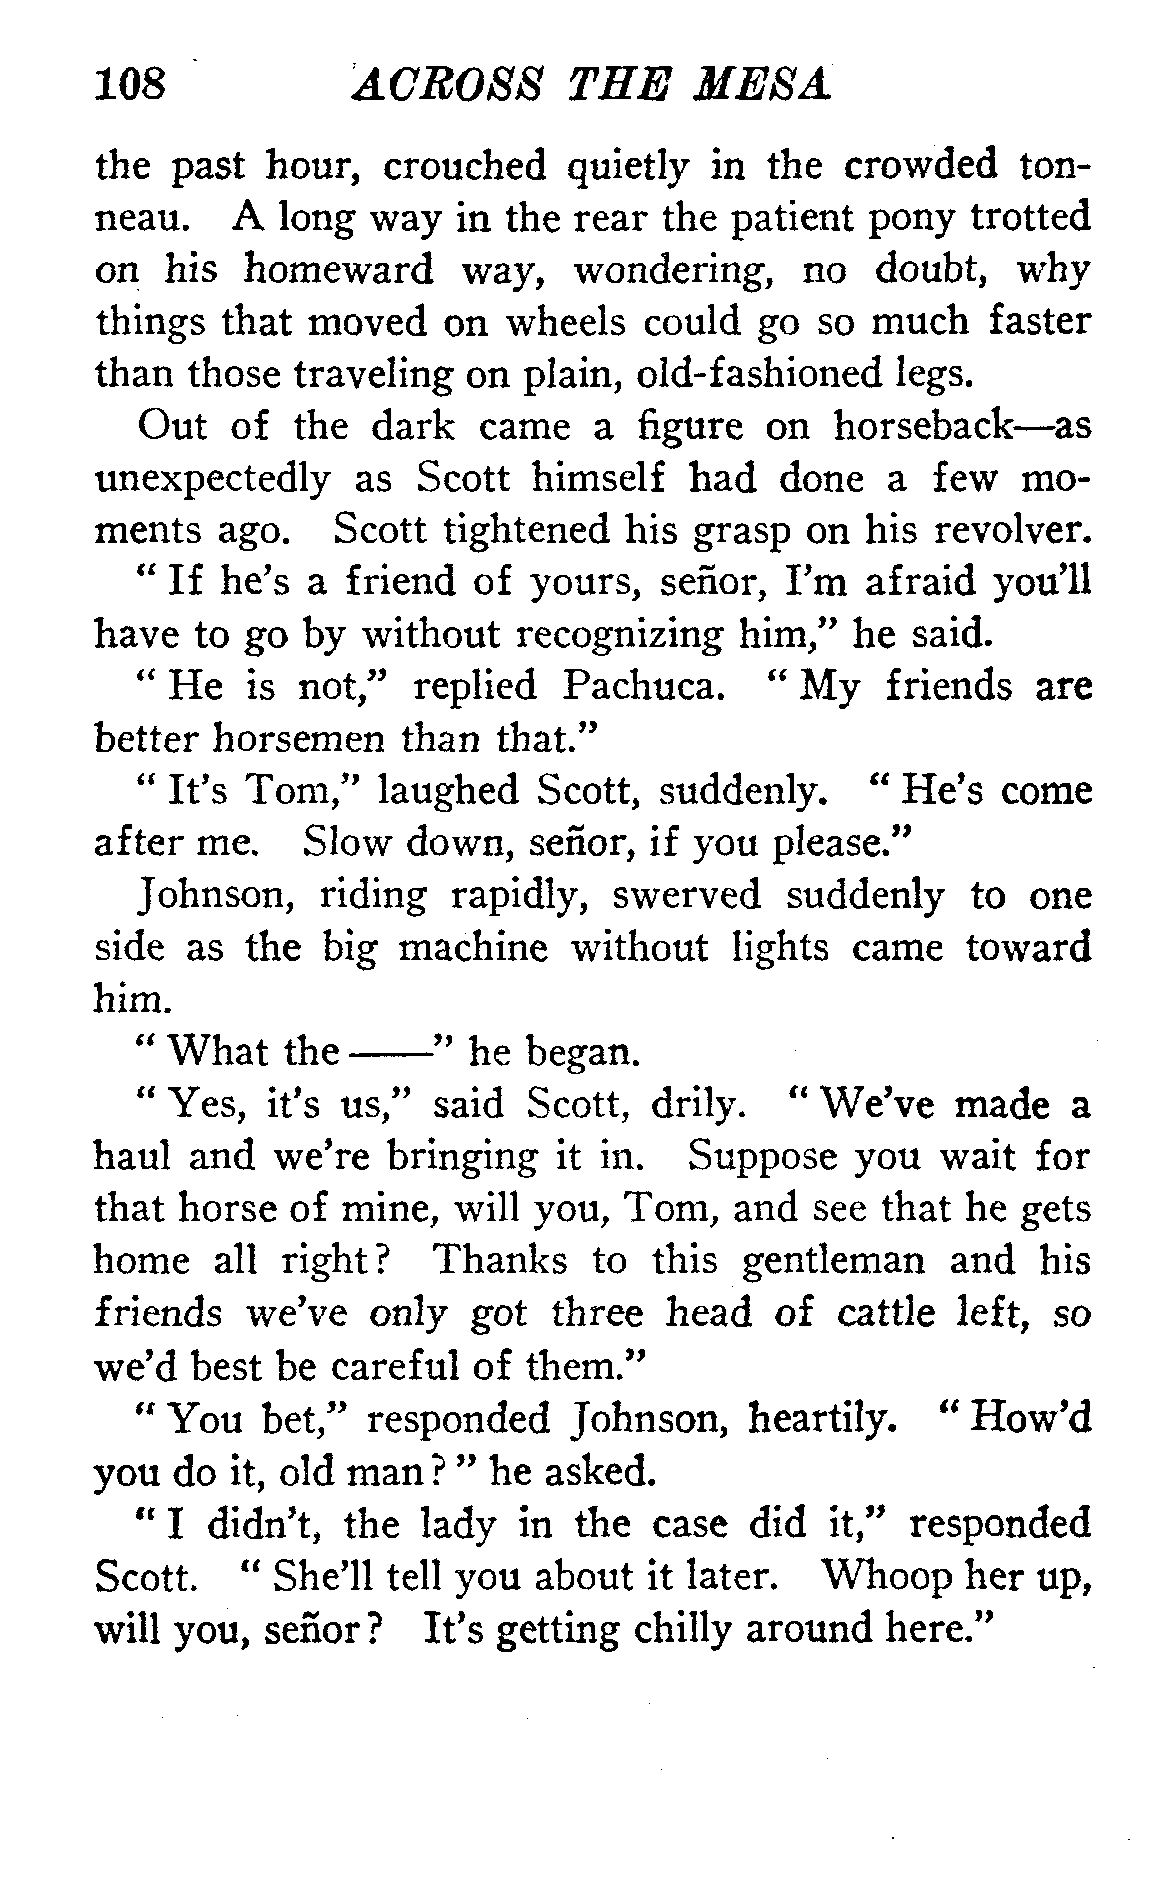 108 ACROSS THE MESA
the past hour, crouched quietly in the crowded ton-
neau. A long way in the rear the patient pony trotted
on his homeward way, wondering, no doubt, why
things that moved on wheels could go so much faster
than those traveling on plain, old-fashioned legs.
Out of the dark came a figure on horseback—as
unexpectedly as Scott himself had done a few mo-
ments ago. Scott tightened his grasp on his revolver.
“ If he’s a friend of yours, señor, I’m afraid you’ll
have to go by without recognizing him,” he said.
“ He is not,” replied Pachuca. “ My friends are
better horsemen than that.”
“ It’s Tom,” laughed Scott, suddenly. “ He’s come
after me. Slow down, señor, if you please.”
Johnson, riding rapidly, swerved suddenly to one
side as the big machine without lights came toward
him.
“ What the ——” he began.
“ Yes, it’s us,” said Scott, drily. “ We’ve made a
haul and we’re bringing it in. Suppose you wait for
that horse of mine, will you, Tom, and see that he gets
home all right? Thanks to this gentleman and his
friends we’ve only got three head of cattle left, so
we’d best be careful of them.”
“ You bet,” responded Johnson, heartily. “ How’d
you do it, old man? ” he asked.
“ I didn’t, the lady in the case did it,” responded
Scott. “ She’ll tell you about it later. Whoop her up,
will you, señor? It’s getting chilly around here.”